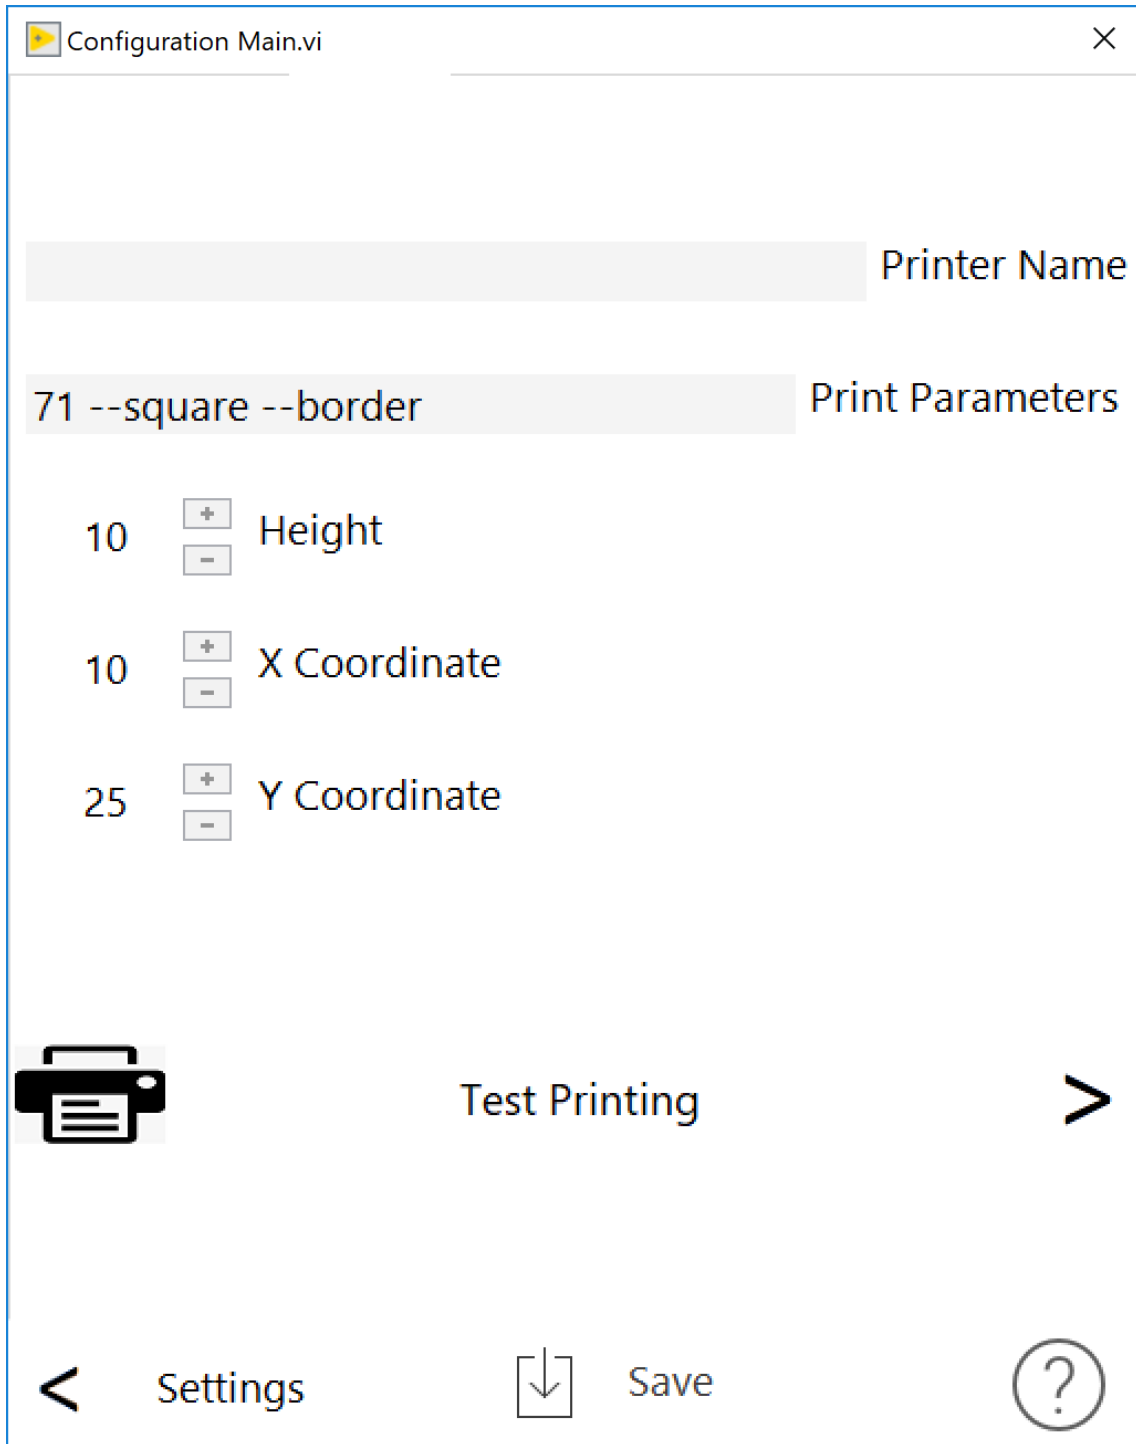 Configuration Main.vi
Printer Name
71 --square --border Print Parameters
10 + - Height
10 + - X Coordinate
25 + - Y Coordinate
Test Printing >
< Settings Save ?